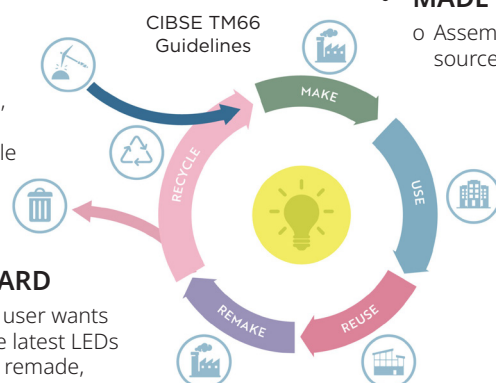 CIBSE TM66
Guidelines
MADE
o Assem
source
,
le
MAKE
USE
REUSE
REMAKE
RECYCLE
ARD
user wants
e latest LEDs
remade,